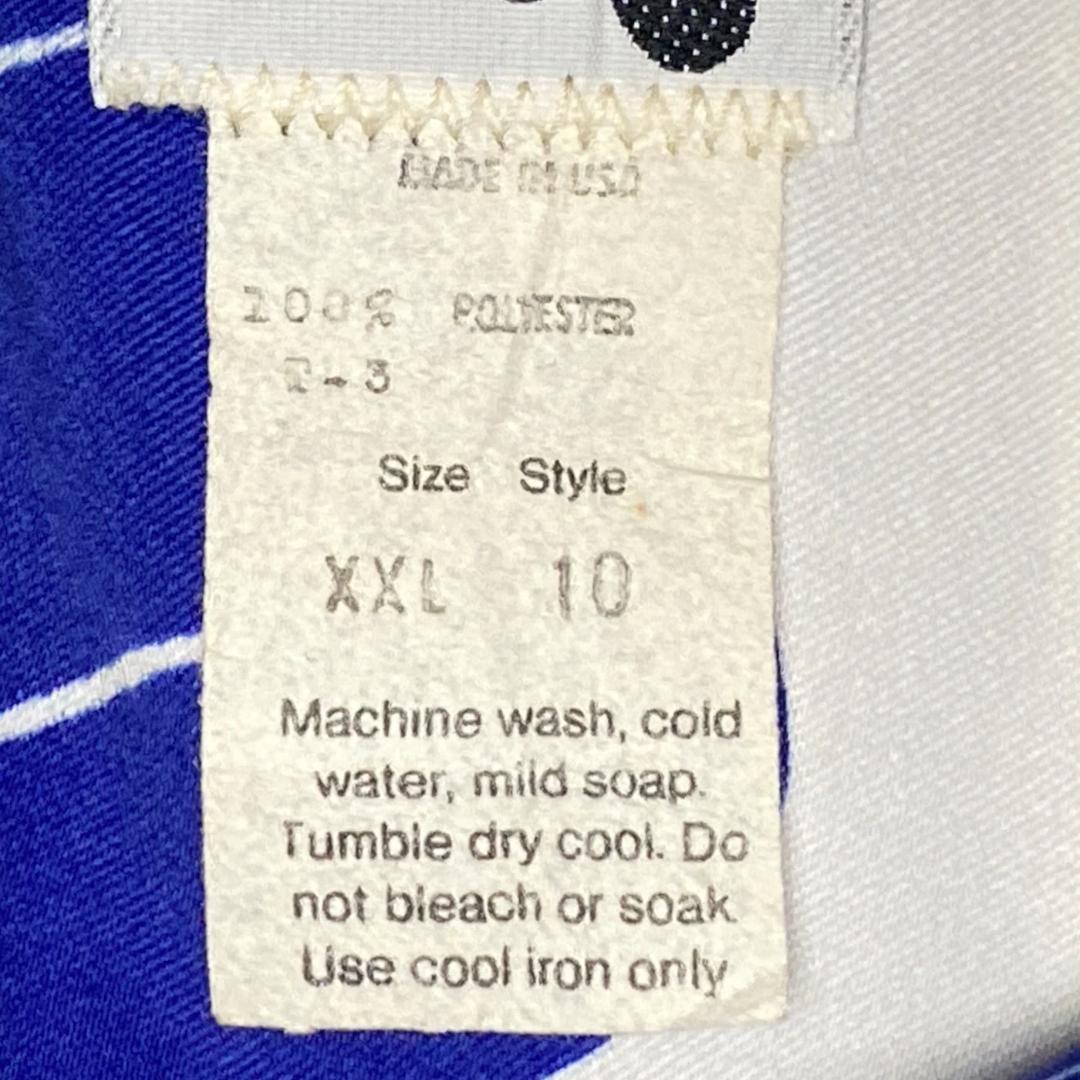 MADE IN USA
100% POLYESTER
T-3
Size Style
XXL 10
Machine wash, cold
water, mild soap.
Tumble dry cool. Do
not bleach or soak.
Use cool iron only